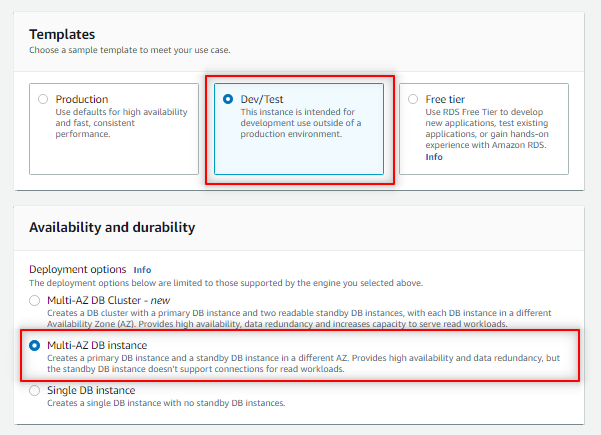 Templates
Choose a sample template to meet your use case.
Production
Use defaults for high availability
and fast, consistent
performance.
Dev/Test
This instance is intended for
development use outside of a
production environment.
Free tier
Use RDS Free Tier to develop
new applications, test existing
applications, or gain hands-on
experience with Amazon RDS.
Info
Availability and durability
Deployment options Info
The deployment options below are limited to those supported by the engine you selected above.
Multi-AZ DB Cluster - new
Creates a DB cluster with a primary DB instance and two readable standby DB instances, with each DB instance in a different
Availability Zone (AZ). Provides high availability, data redundancy and increases capacity to serve read workloads.
Multi-AZ DB instance
Creates a primary DB instance and a standby DB instance in a different AZ. Provides high availability and data redundancy, but
the standby DB instance doesn't support connections for read workloads.
Single DB instance
Creates a single DB instance with no standby DB instances.